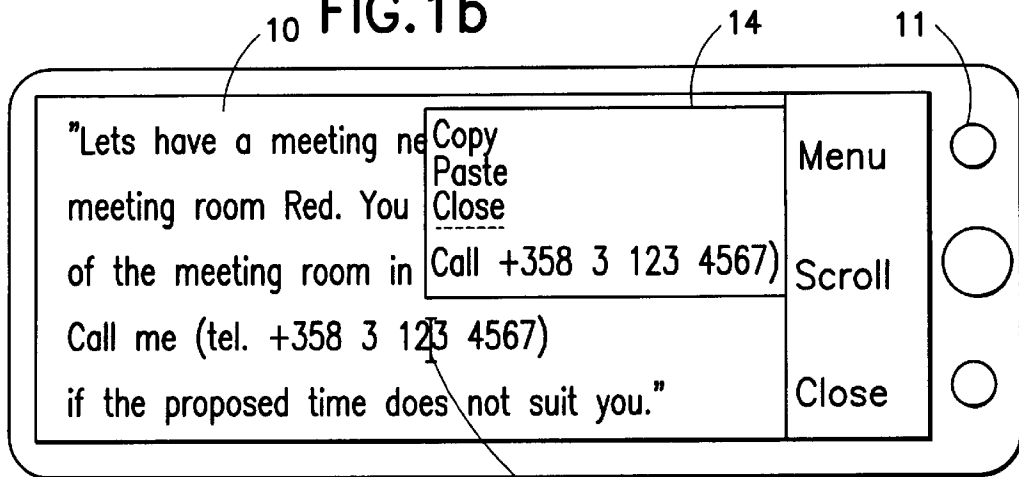 FIG.1b
10
14
11
"Lets have a meeting ne
meeting room Red. You
of the meeting room in
Call me (tel. +358 3 123 4567)
if the proposed time does not suit you."
Copy
Paste
Close
Call +358 3 123 4567)
Menu
Scroll
Close